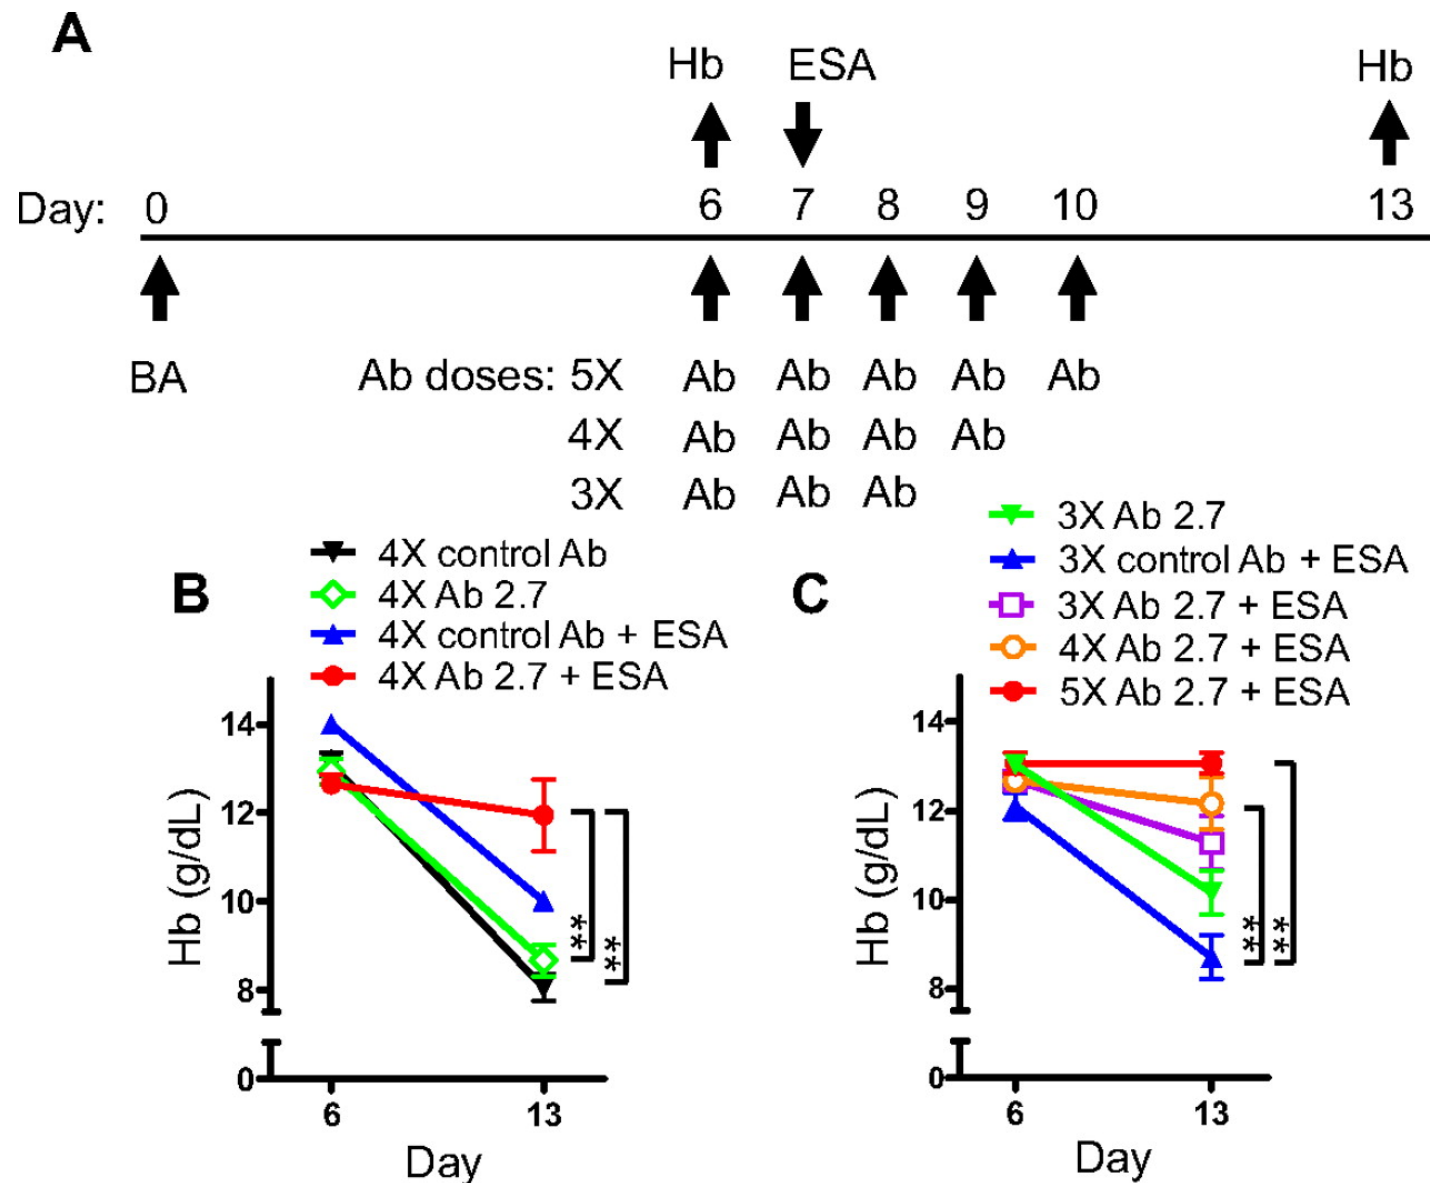 A
Hb ESA Hb
Day: 0 6 7 8 9 10 13
BA Ab doses: 5X Ab Ab Ab Ab Ab
4X Ab Ab Ab Ab
3X Ab Ab Ab
B
4X control Ab
4X Ab 2.7
4X control Ab + ESA
4X Ab 2.7 + ESA
14
12
10
8
0
Hb (g/dL)
**
**
6 13
Day
C
3X Ab 2.7
3X control Ab + ESA
3X Ab 2.7 + ESA
4X Ab 2.7 + ESA
5X Ab 2.7 + ESA
14
12
10
8
0
Hb (g/dL)
**
**
6 13
Day